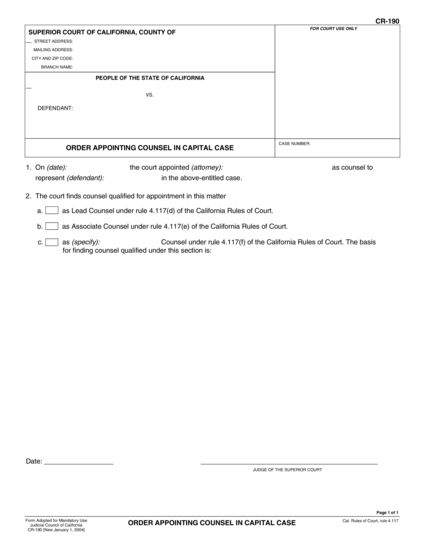 CR-190
SUPERIOR COURT OF CALIFORNIA, COUNTY OF
FOR COURT USE ONLY
STREET ADDRESS:
MAILING ADDRESS:
CITY AND ZIP CODE:
BRANCH NAME:
PEOPLE OF THE STATE OF CALIFORNIA
VS.
DEFENDANT:
ORDER APPOINTING COUNSEL IN CAPITAL CASE
CASE NUMBER:
1. On (date): the court appointed (attorney): as counsel to
represent (defendant): in the above-entitled case.
2. The court finds counsel qualified for appointment in this matter
a. as Lead Counsel under rule 4.117(d) of the California Rules of Court.
b. as Associate Counsel under rule 4.117(e) of the California Rules of Court.
c. as (specify): Counsel under rule 4.117(f) of the California Rules of Court. The basis
for finding counsel qualified under this section is:
Date:
JUDGE OF THE SUPERIOR COURT
Page 1 of 1
Form Adopted for Mandatory Use
Judicial Council of California
CR-190 [New January 1, 2004]
ORDER APPOINTING COUNSEL IN CAPITAL CASE
Cal. Rules of Court, rule 4.117